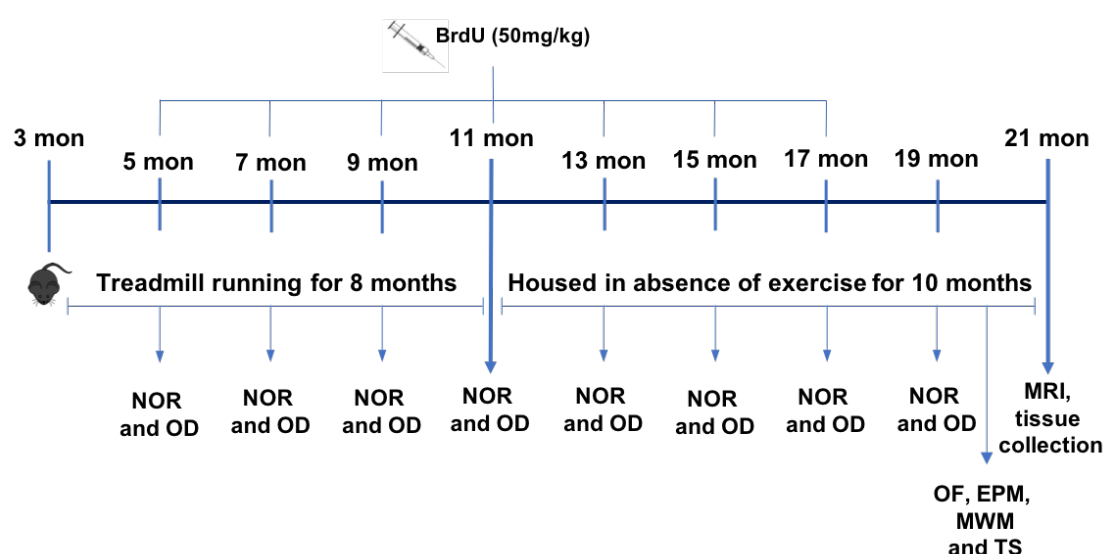 BrdU (50mg/kg)
3 mon
5 mon
7 mon
9 mon
11 mon
13 mon
15 mon
17 mon
19 mon
21 mon
Treadmill running for 8 months
Housed in absence of exercise for 10 months
NOR
and OD
NOR
and OD
NOR
and OD
NOR
and OD
NOR
and OD
NOR
and OD
NOR
and OD
NOR
and OD
MRI,
tissue
collection
OF, EPM,
MWM
and TS